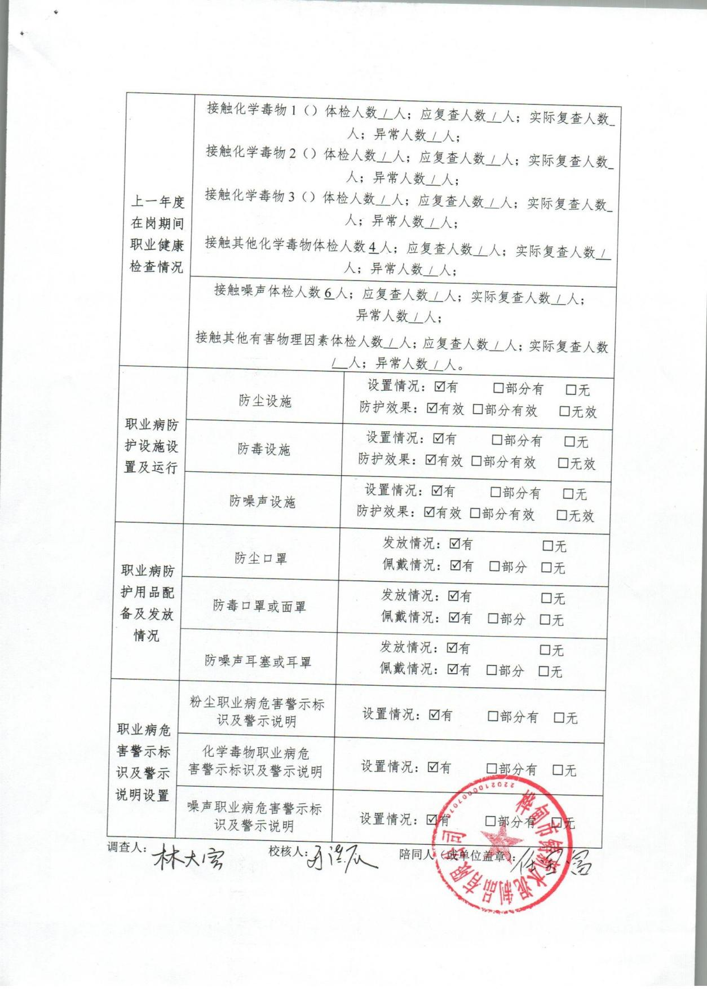 上一年度
在岗期间
职业健康
检查情况
接触化学毒物1（）体检人数/人；应复查人数/人；实际复查人数_
人；异常人数/人；
接触化学毒物2（）体检人数/人；应复查人数/人；实际复查人数_
人；异常人数/人；
接触化学毒物3（）体检人数/人；应复查人数/人；实际复查人数_
人；异常人数/人；
接触其他化学毒物体检人数4人；应复查人数/人；实际复查人数/
人；异常人数/人；
接触噪声体检人数6人；应复查人数/人；实际复查人数/人；
异常人数/人；
接触其他有害物理因素体检人数/人；应复查人数/人；实际复查人数
/人；异常人数/人。
职业病防
护设施设
置及运行
防尘设施
设置情况：☑有 □部分有 □无
防护效果：☑有效 □部分有效 □无效
防毒设施
设置情况：☑有 □部分有 □无
防护效果：☑有效 □部分有效 □无效
防噪声设施
设置情况：☑有 □部分有 □无
防护效果：☑有效 □部分有效 □无效
职业病防
护用品配
备及发放
情况
防尘口罩
发放情况：☑有 □无
佩戴情况：☑有 □部分 □无
防毒口罩或面罩
发放情况：☑有 □无
佩戴情况：☑有 □部分 □无
防噪声耳塞或耳罩
发放情况：☑有 □无
佩戴情况：☑有 □部分 □无
职业病危
害警示标
识及警示
说明设置
粉尘职业病危害警示标
识及警示说明
设置情况：☑有 □部分有 □无
化学毒物职业病危
害警示标识及警示说明
设置情况：☑有 □部分有 □无
噪声职业病危害警示标
识及警示说明
设置情况：☑有 □部分有 □无
调查人： 林大 校核人： 陪同人（或单位盖章）：
桦甸市 新水泥制品有限公司